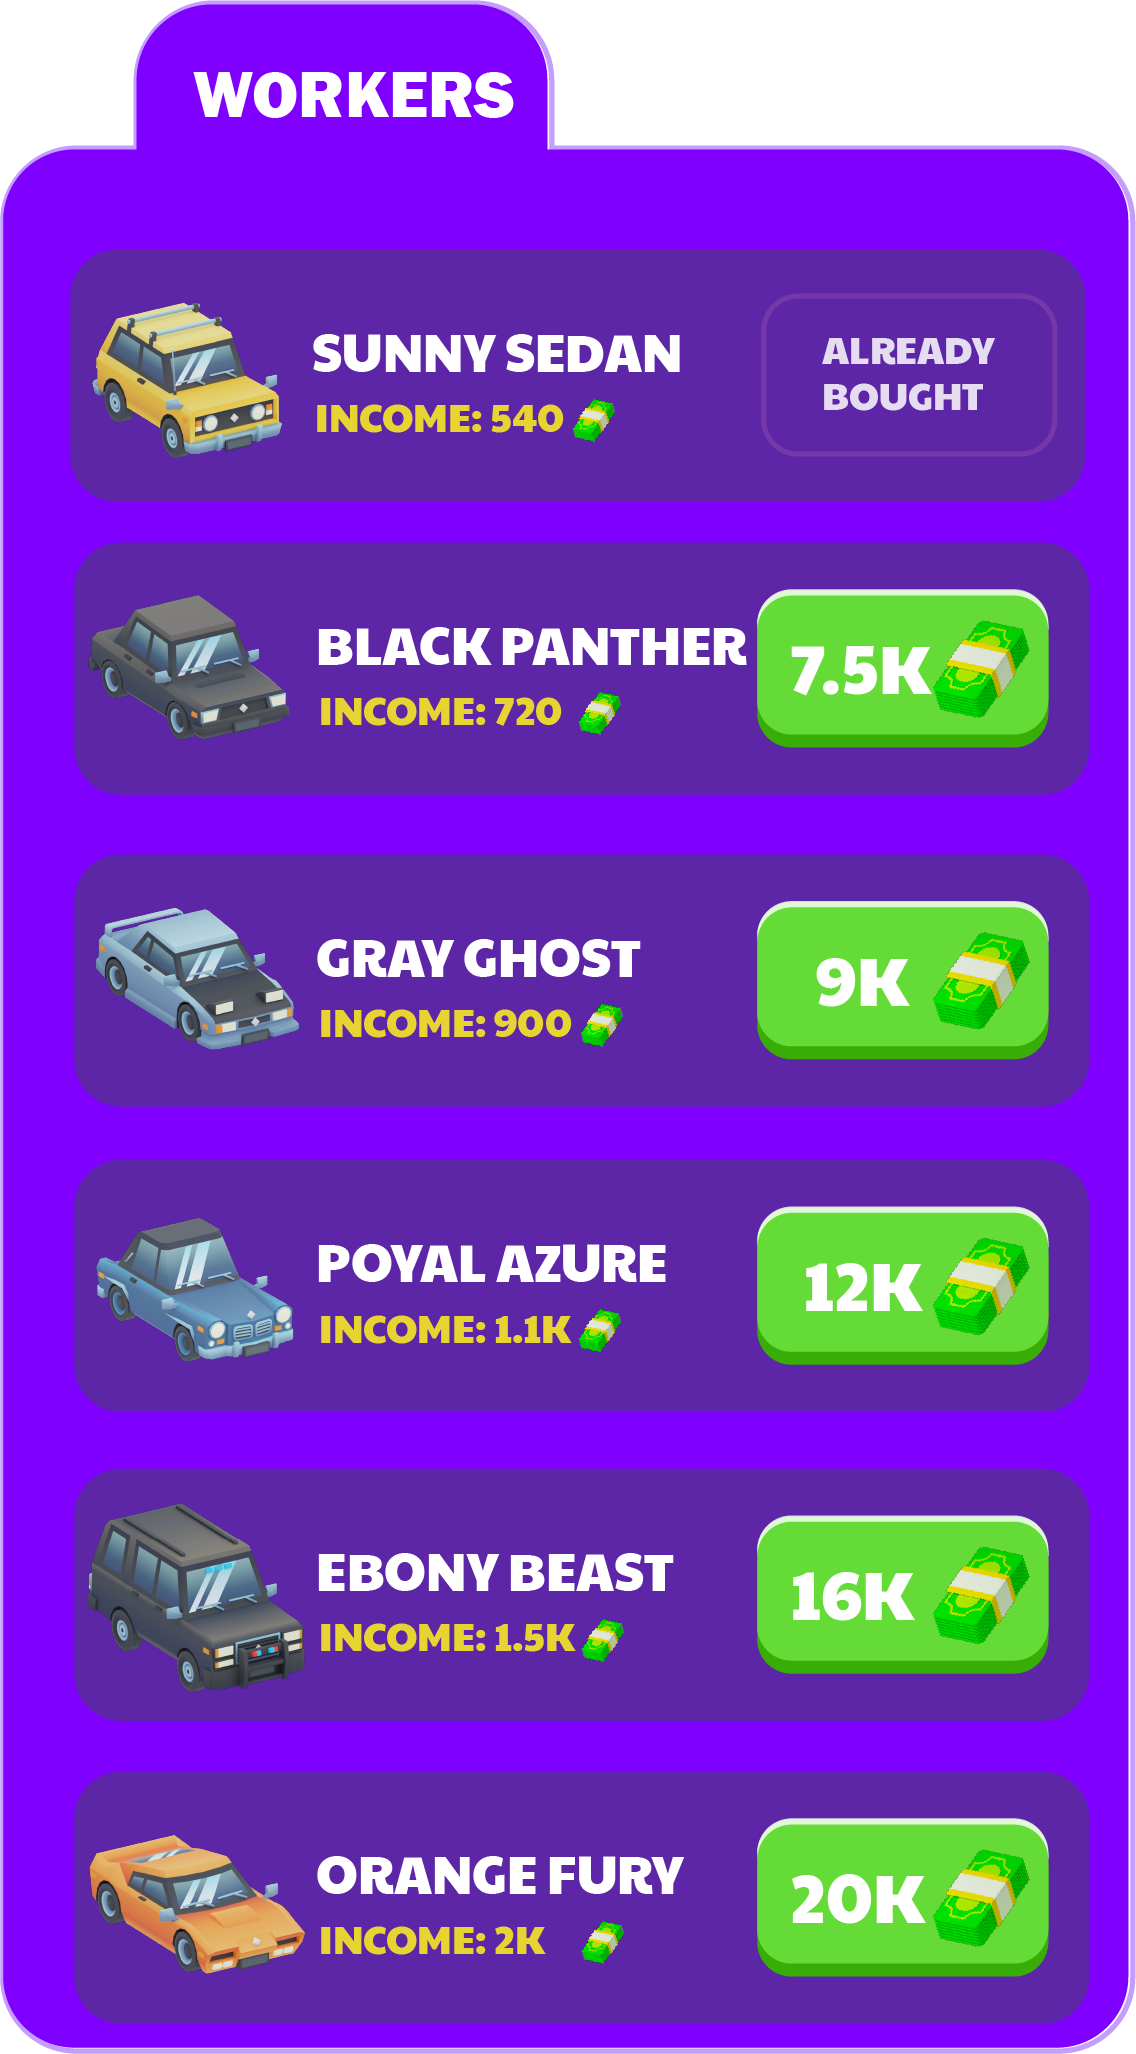 WORKERS
SUNNY SEDAN
INCOME: 540
ALREADY
BOUGHT
BLACK PANTHER
INCOME: 720
7.5K
GRAY GHOST
INCOME: 900
9K
POYAL AZURE
INCOME: 1.1K
12K
EBONY BEAST
INCOME: 1.5K
16K
ORANGE FURY
INCOME: 2K
20K